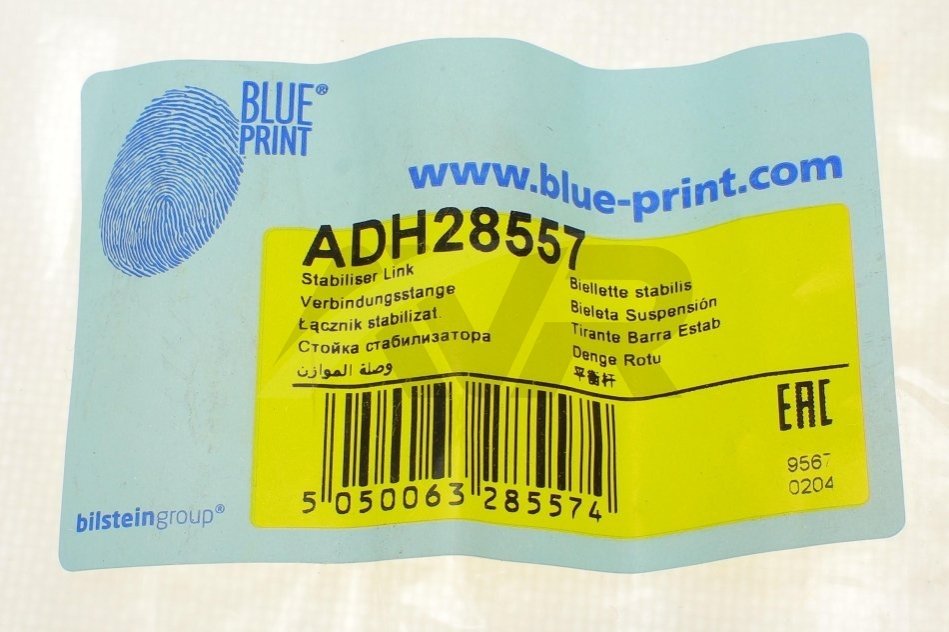 BLUE®
PRINT
www.blue-print.com
ADH28557
Stabiliser Link
Verbindungsstange
Łącznik stabilizat.
Стойка стабилизатора
وصلة الموازن
Biellette stabilis
Bieleta Suspensión
Tirante Barra Estab
Denge Rotu
平衡杆
EAC
9567
0204
5 050063 285574
bilsteingroup®
AVR